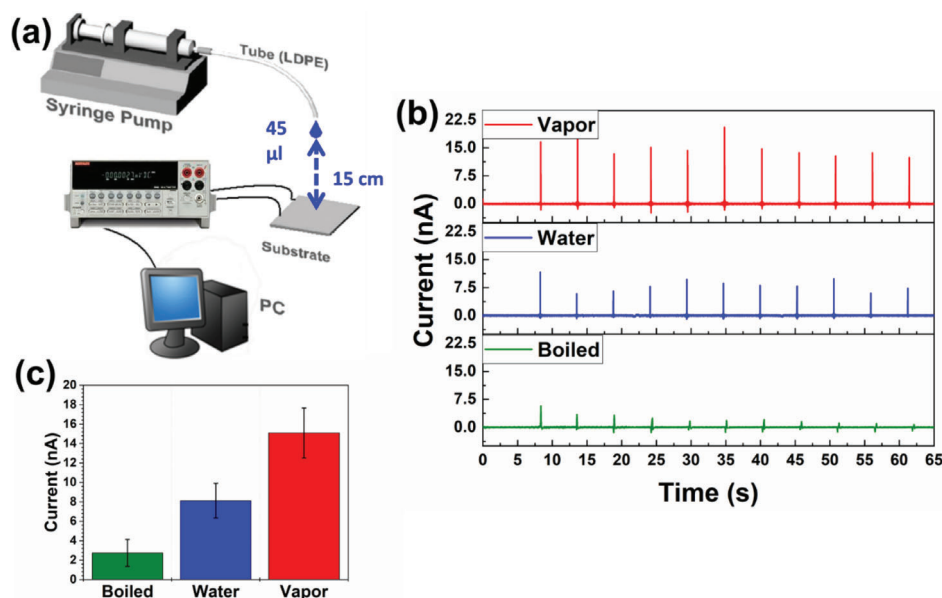 (a)
Tube (LDPE)
Syringe Pump
45
µl
15 cm
Substrate
PC
(b)
22.5
15.0
7.5
0.0
Vapor
22.5
15.0
7.5
0.0
Water
22.5
15.0
7.5
0.0
Boiled
Current (nA)
0 5 10 15 20 25 30 35 40 45 50 55 60 65
Time (s)
(c)
20
18
16
14
12
10
8
6
4
2
0
Current (nA)
Boiled Water Vapor